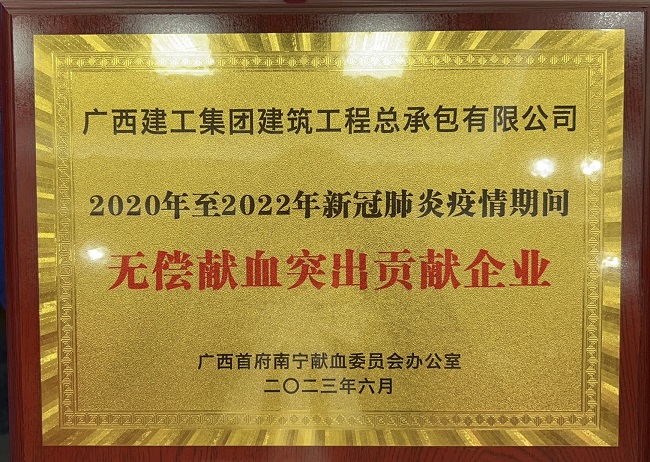 广西建工集团建筑工程总承包有限公司
2020年至2022年新冠肺炎疫情期间
无偿献血突出贡献企业
广西首府南宁献血委员会办公室
二〇二三年六月